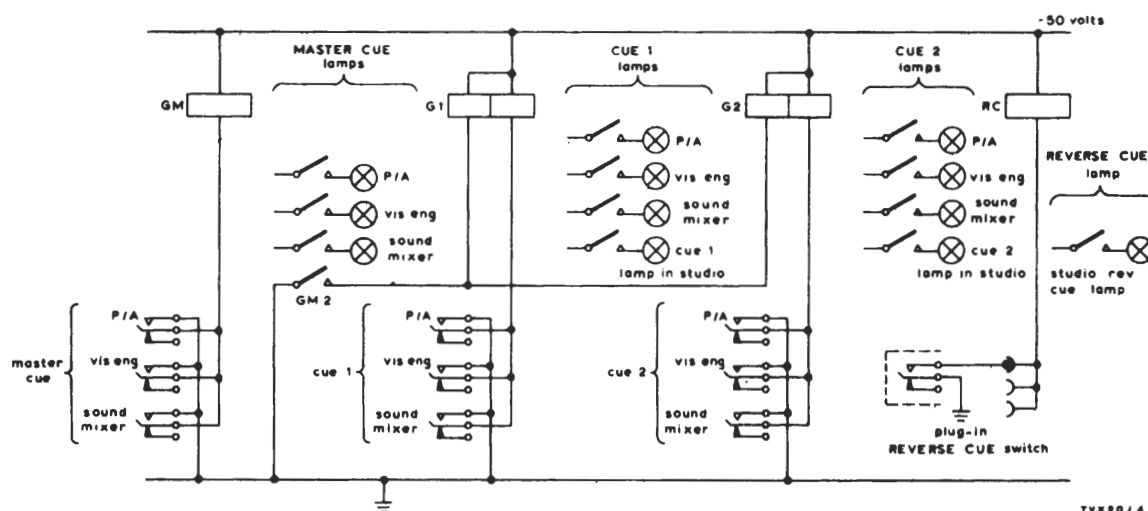 -50 volts
MASTER CUE
lamps
CUE 1
lamps
CUE 2
lamps
GM
G1
G2
RC
P/A
vis eng
sound
mixer
GM 2
P/A
vis eng
sound
mixer
cue 1
lamp in studio
P/A
vis eng
sound
mixer
cue 2
lamp in studio
REVERSE CUE
lamp
studio rev
cue lamp
master
cue
P/A
vis eng
sound
mixer
cue 1
P/A
vis eng
sound
mixer
cue 2
P/A
vis eng
sound
mixer
plug-in
REVERSE CUE switch